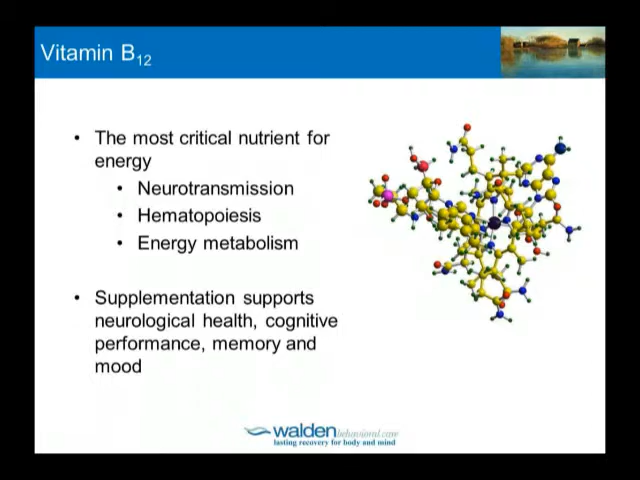 Vitamin B12
• The most critical nutrient for
energy
• Neurotransmission
• Hematopoiesis
• Energy metabolism
• Supplementation supports
neurological health, cognitive
performance, memory and
mood
walden behavioral care
lasting recovery for body and mind